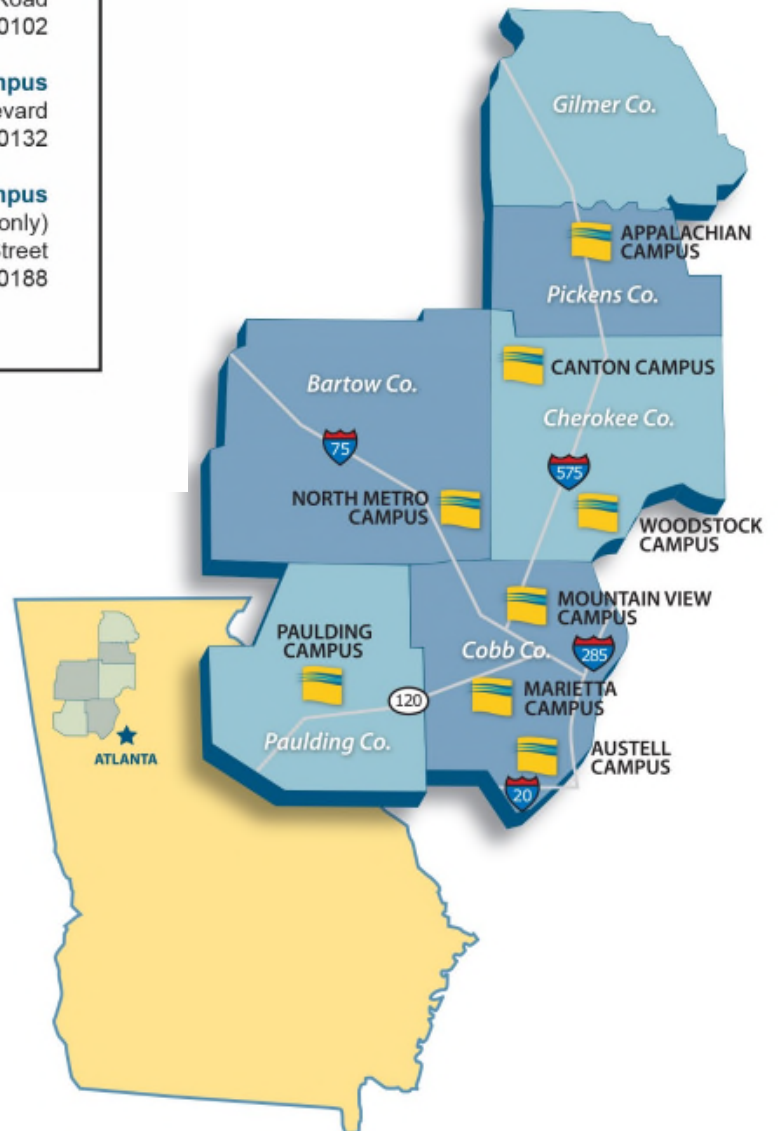 Road
0102
mpus
evard
0132
mpus
only)
Street
0188
Gilmer Co.
APPALACHIAN
CAMPUS
Pickens Co.
CANTON CAMPUS
Bartow Co.
Cherokee Co.
75
575
NORTH METRO
CAMPUS
WOODSTOCK
CAMPUS
MOUNTAIN VIEW
CAMPUS
PAULDING
CAMPUS
Cobb Co.
285
MARIETTA
CAMPUS
120
Paulding Co.
AUSTELL
CAMPUS
20
ATLANTA